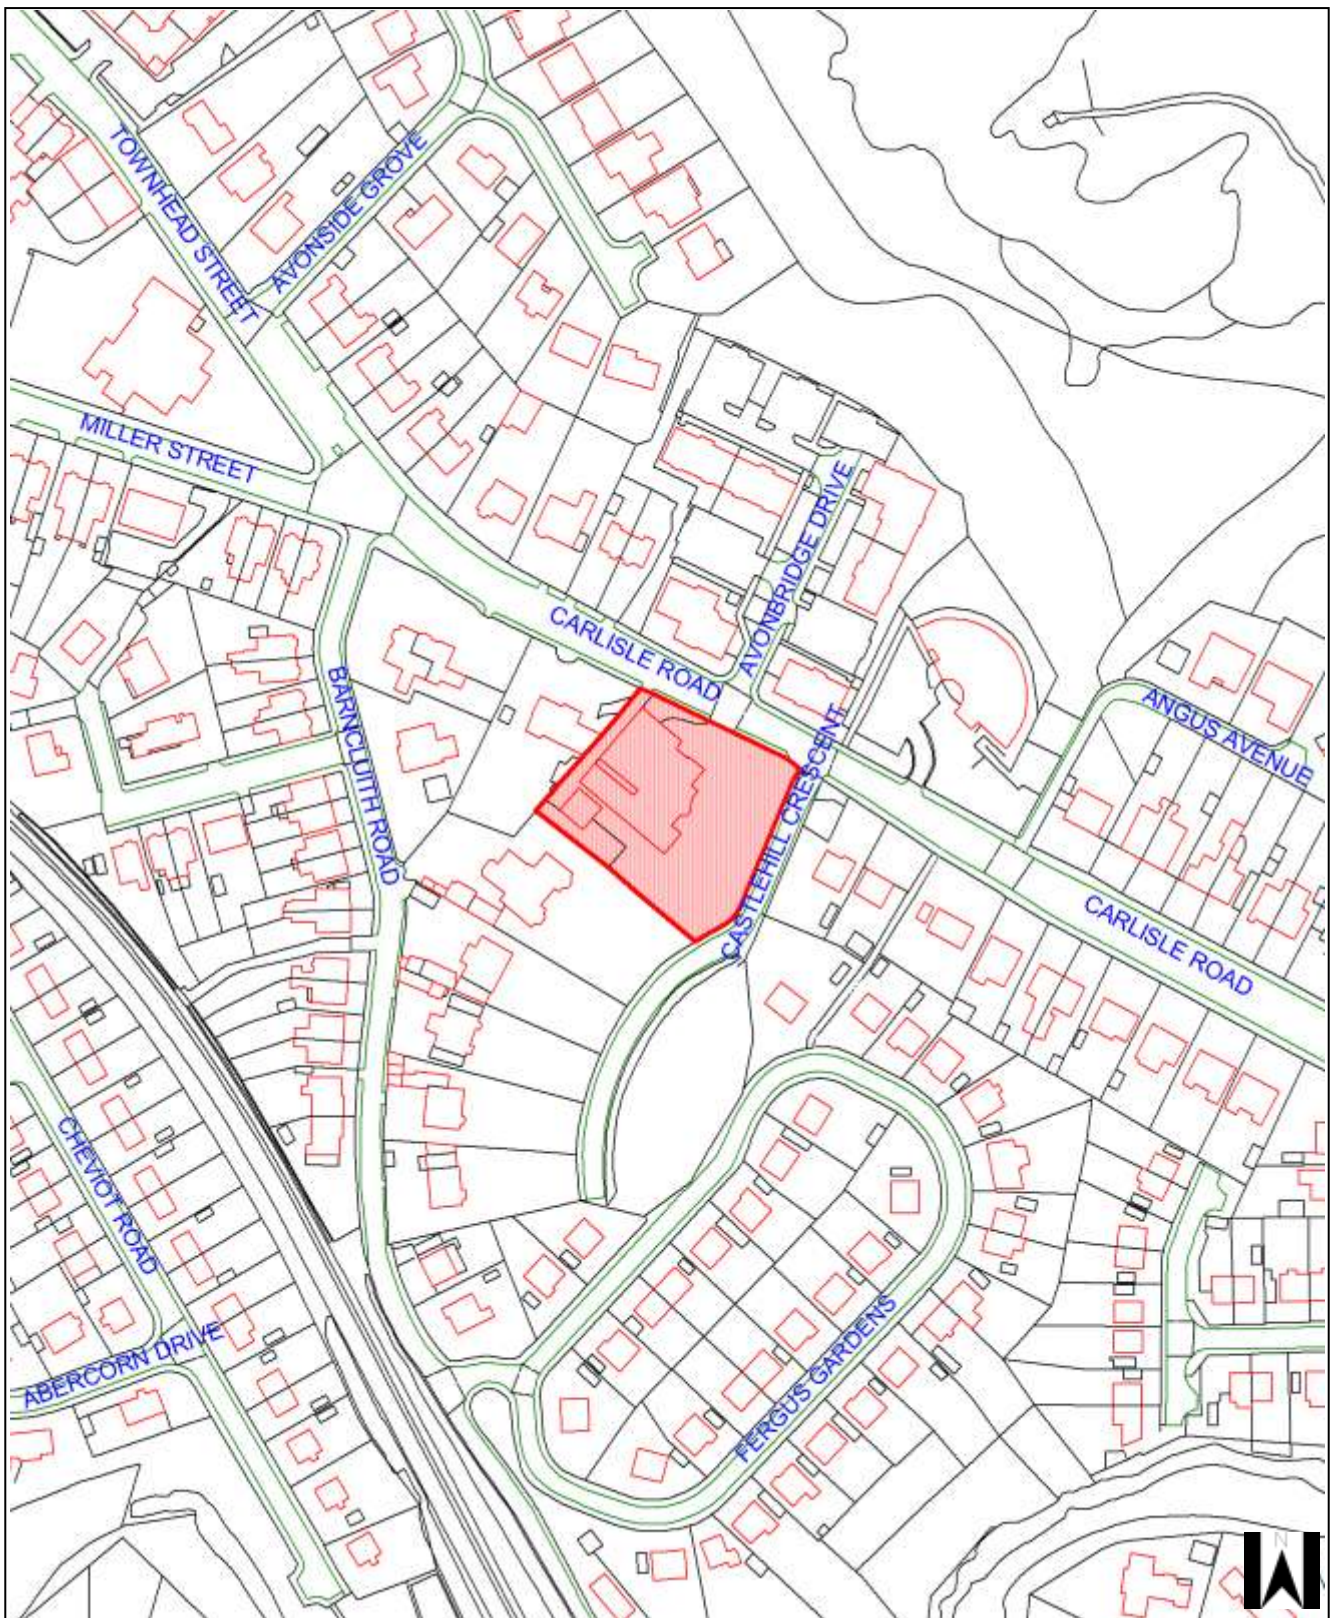 TOWNHEAD STREET
AVONSIDE GROVE
MILLER STREET
AVONBRIDGE DRIVE
CARLISLE ROAD
BARNCLUITH ROAD
ANGUS AVENUE
CASTLEHILL CRESCENT
CARLISLE ROAD
CHEVIOT ROAD
ABERCORN DRIVE
FERGUS GARDENS
N